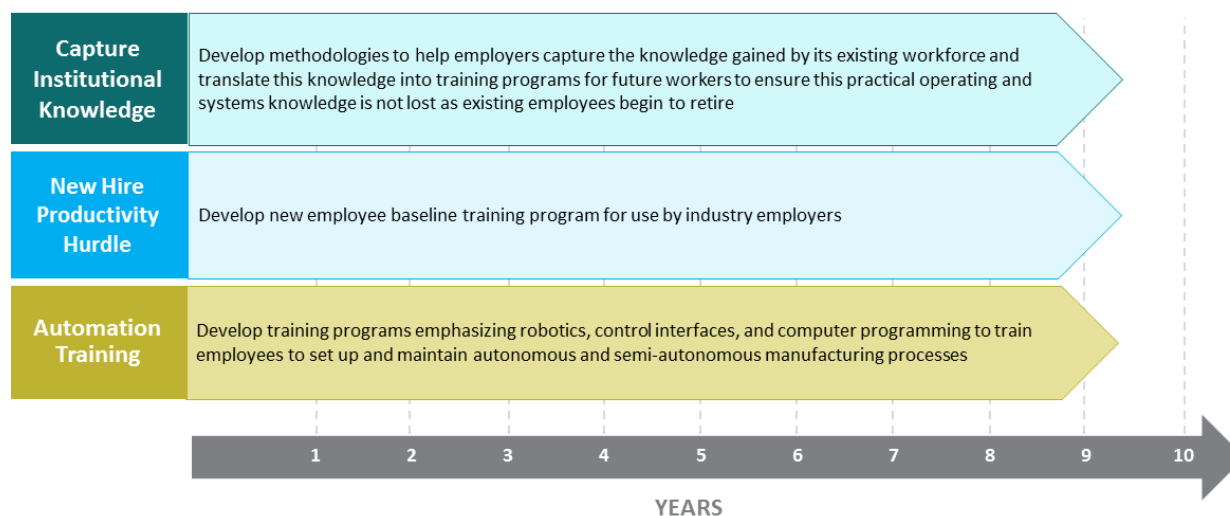 Capture
Institutional
Knowledge
Develop methodologies to help employers capture the knowledge gained by its existing workforce and
translate this knowledge into training programs for future workers to ensure this practical operating and
systems knowledge is not lost as existing employees begin to retire
New Hire
Productivity
Hurdle
Develop new employee baseline training program for use by industry employers
Automation
Training
Develop training programs emphasizing robotics, control interfaces, and computer programming to train
employees to set up and maintain autonomous and semi-autonomous manufacturing processes
1 2 3 4 5 6 7 8 9 10
YEARS